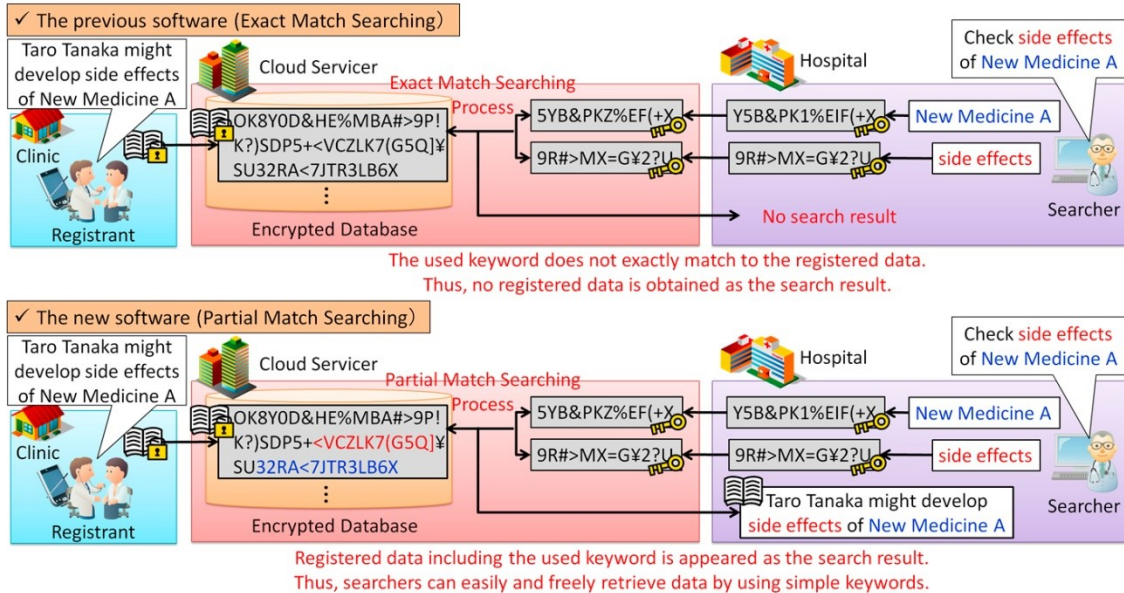 ✓ The previous software (Exact Match Searching）
Taro Tanaka might
develop side effects
of New Medicine A
Clinic
Registrant
Cloud Servicer
OK8Y0D&HE%MBA#>9P!
K?)SDP5+<VCZLK7(G5Q]¥
SU32RA<7JTR3LB6X
⋮
Encrypted Database
Exact Match Searching
Process
5YB&PKZ%EF(+X
9R#>MX=G¥2?U
Hospital
Y5B&PK1%EIF(+X
9R#>MX=G¥2?U
New Medicine A
side effects
No search result
Check side effects
of New Medicine A
Searcher
The used keyword does not exactly match to the registered data.
Thus, no registered data is obtained as the search result.
✓ The new software (Partial Match Searching）
Taro Tanaka might
develop side effects
of New Medicine A
Clinic
Registrant
Cloud Servicer
OK8Y0D&HE%MBA#>9P!
K?)SDP5+<VCZLK7(G5Q]¥
SU32RA<7JTR3LB6X
⋮
Encrypted Database
Partial Match Searching
Process
5YB&PKZ%EF(+X
9R#>MX=G¥2?U
Hospital
Y5B&PK1%EIF(+X
9R#>MX=G¥2?U
New Medicine A
side effects
Taro Tanaka might develop
side effects of New Medicine A
Check side effects
of New Medicine A
Searcher
Registered data including the used keyword is appeared as the search result.
Thus, searchers can easily and freely retrieve data by using simple keywords.